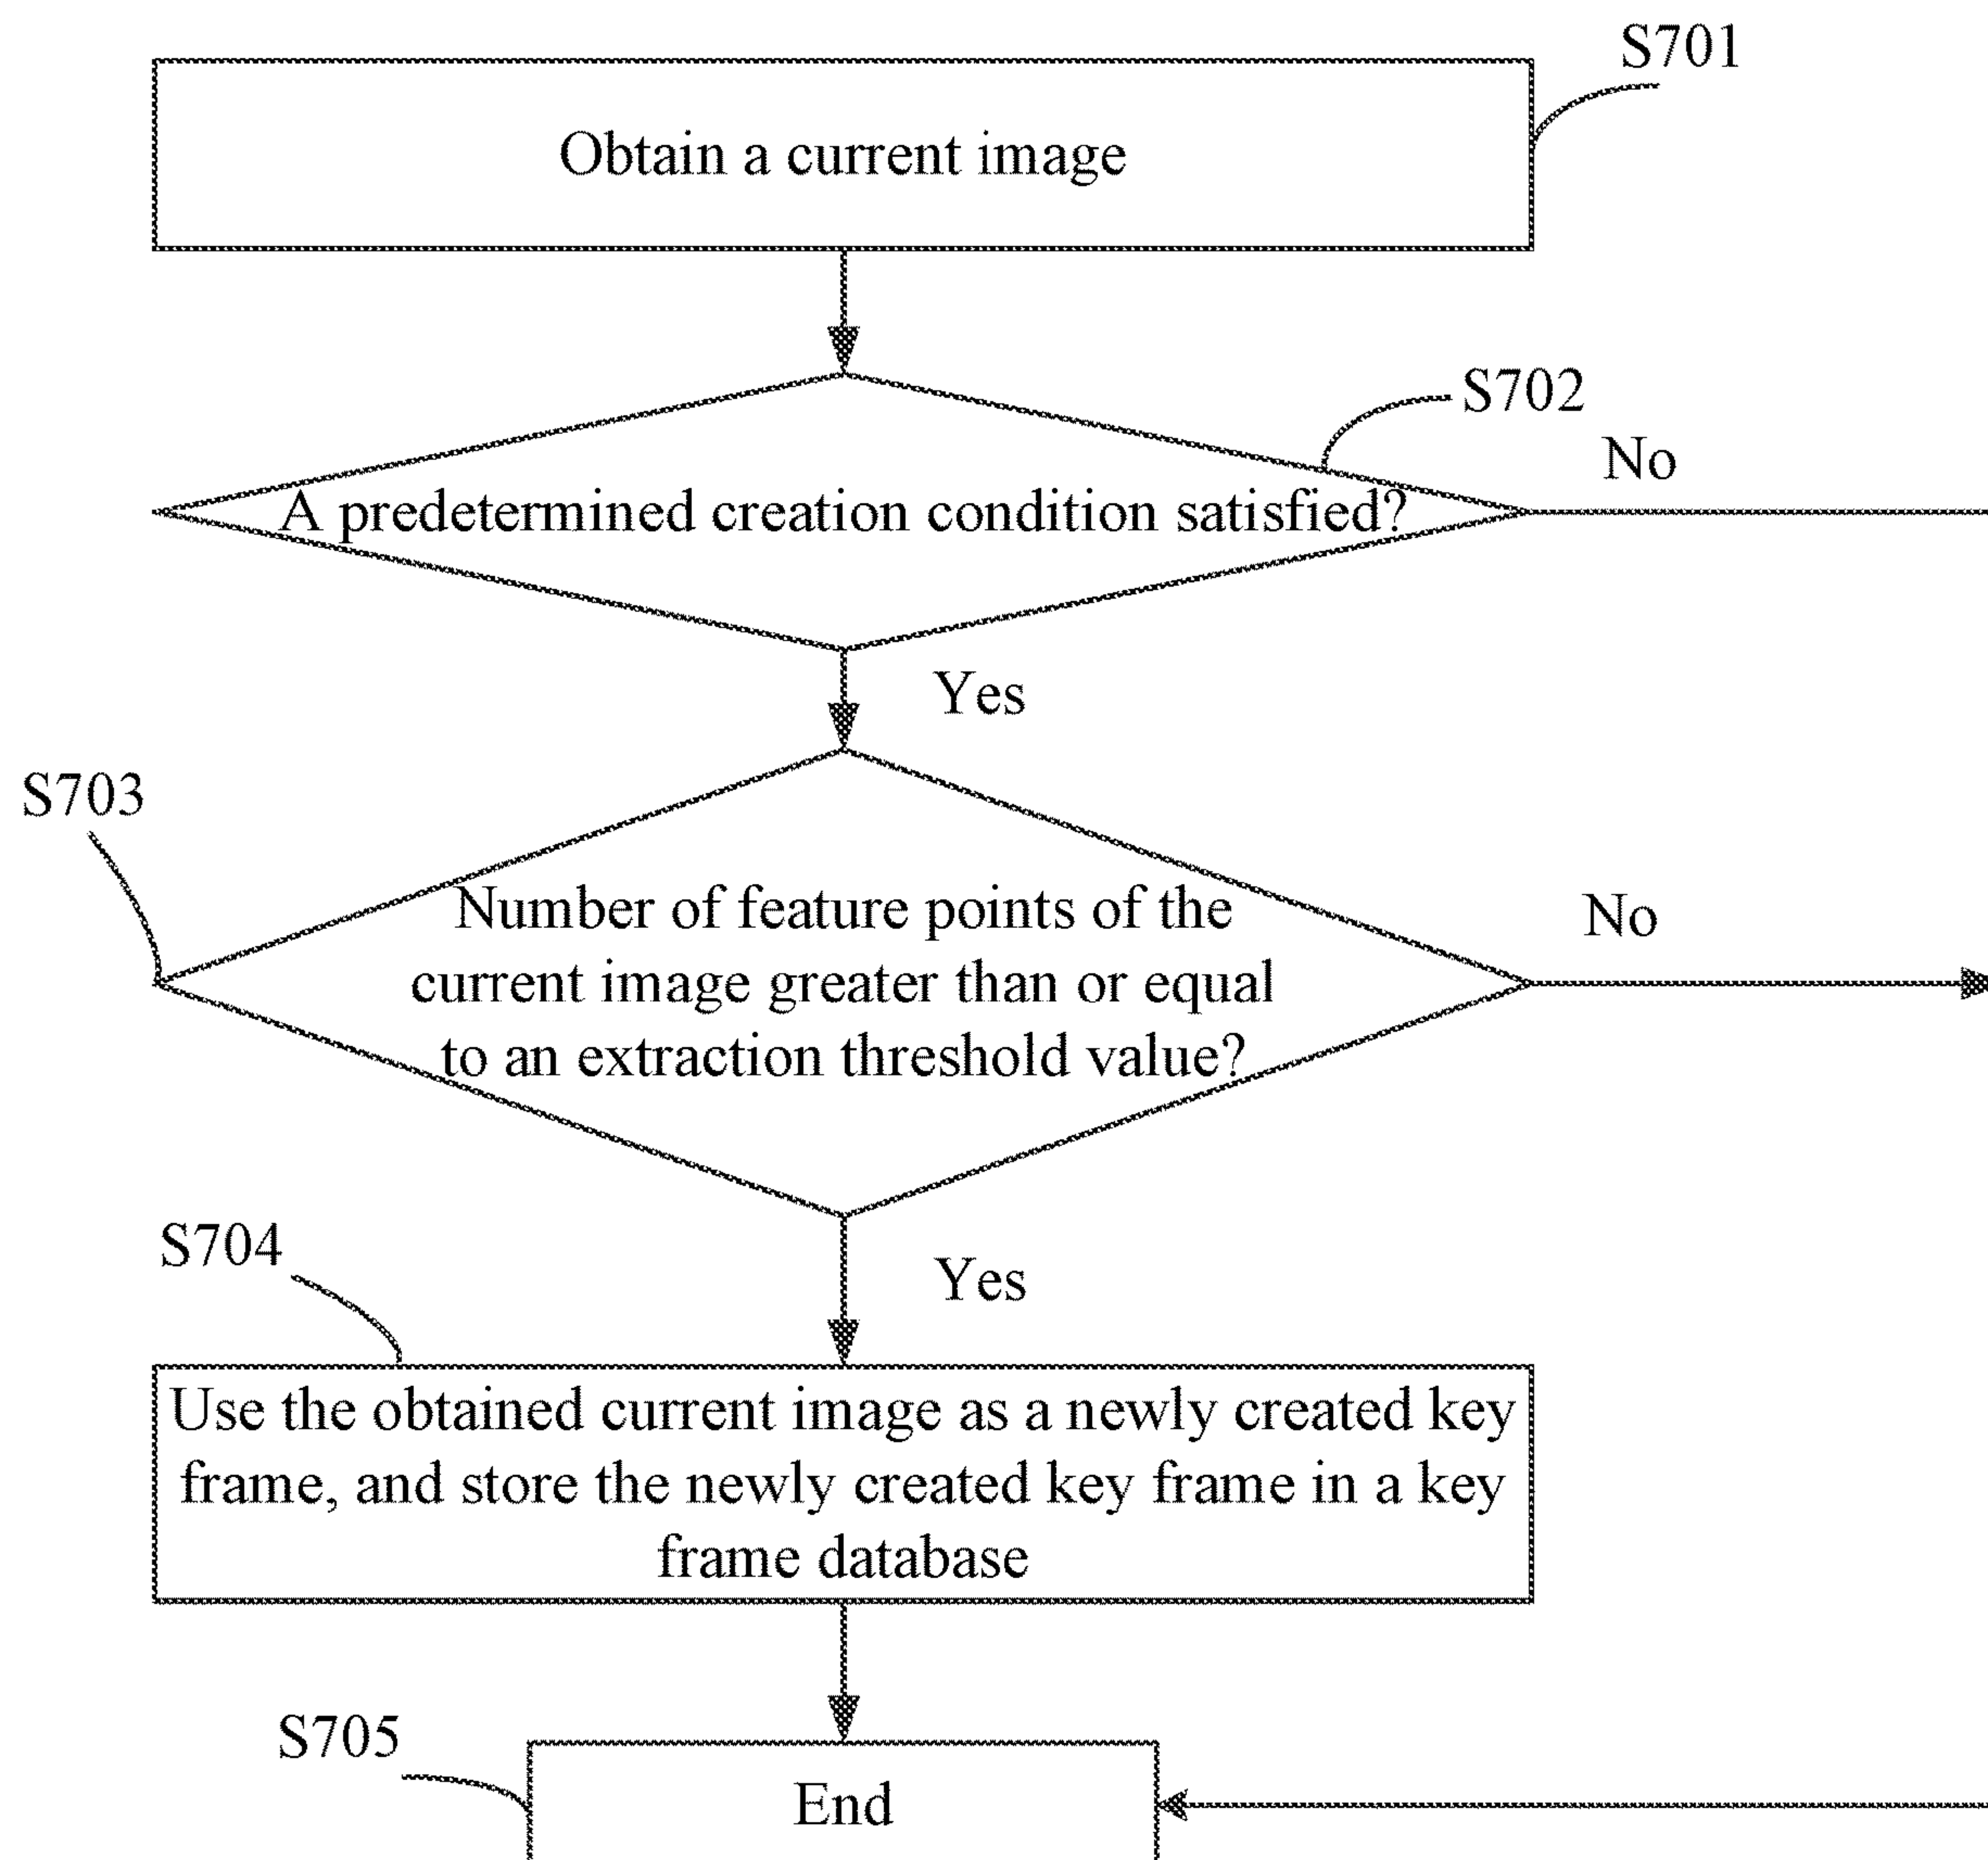 S701
Obtain a current image
S702
No
A predetermined creation condition satisfied?
Yes
S703
Number of feature points of the
current image greater than or equal
to an extraction threshold value?
No
S704
Yes
Use the obtained current image as a newly created key
frame, and store the newly created key frame in a key
frame database
S705
End